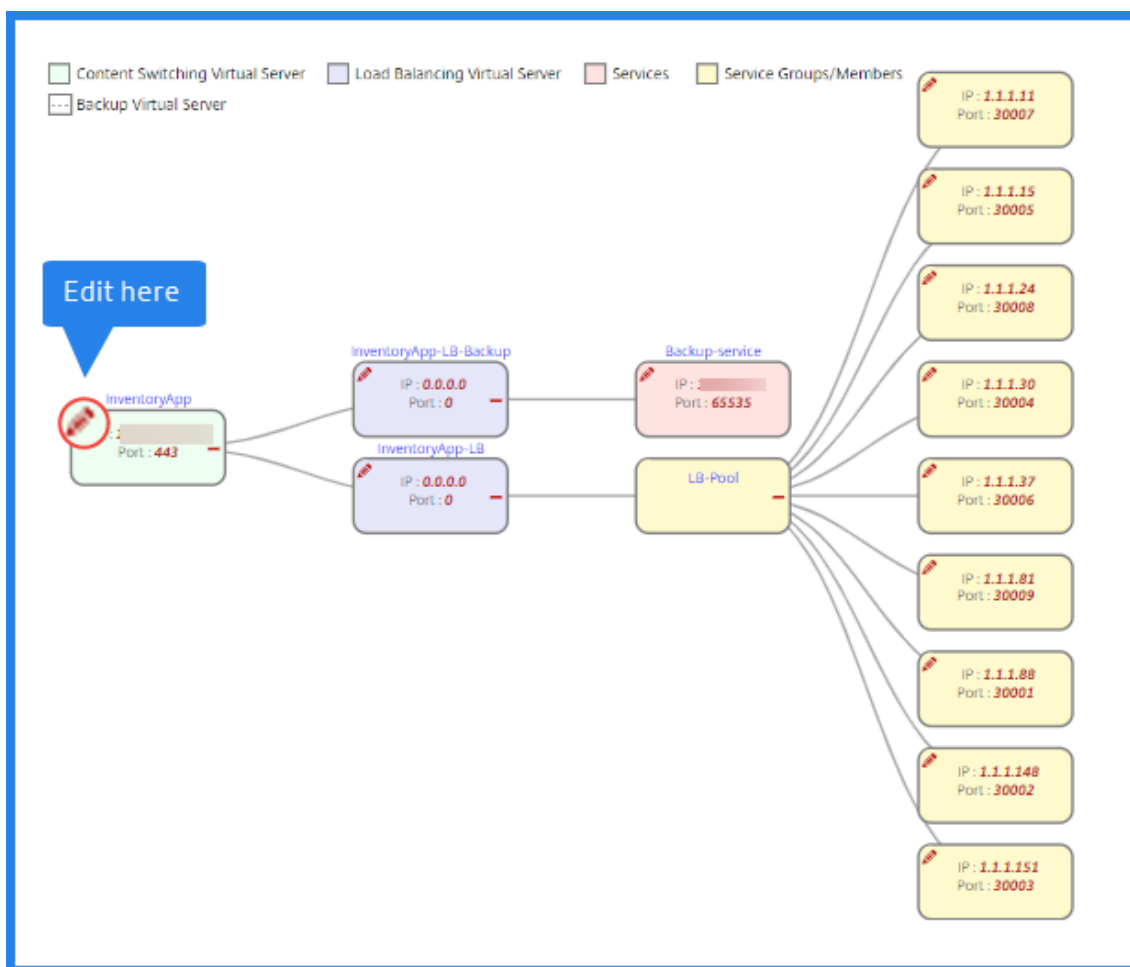 Content Switching Virtual Server
Load Balancing Virtual Server
Services
Service Groups/Members
Backup Virtual Server
Edit here
InventoryApp
Port : 443
InventoryApp-LB-Backup
IP : 0.0.0.0
Port : 0
InventoryApp-LB
IP : 0.0.0.0
Port : 0
Backup-service
IP :
Port : 65535
LB-Pool
IP : 1.1.1.11
Port : 30007
IP : 1.1.1.15
Port : 30005
IP : 1.1.1.24
Port : 30008
IP : 1.1.1.30
Port : 30004
IP : 1.1.1.37
Port : 30006
IP : 1.1.1.81
Port : 30009
IP : 1.1.1.88
Port : 30001
IP : 1.1.1.148
Port : 30002
IP : 1.1.1.151
Port : 30003